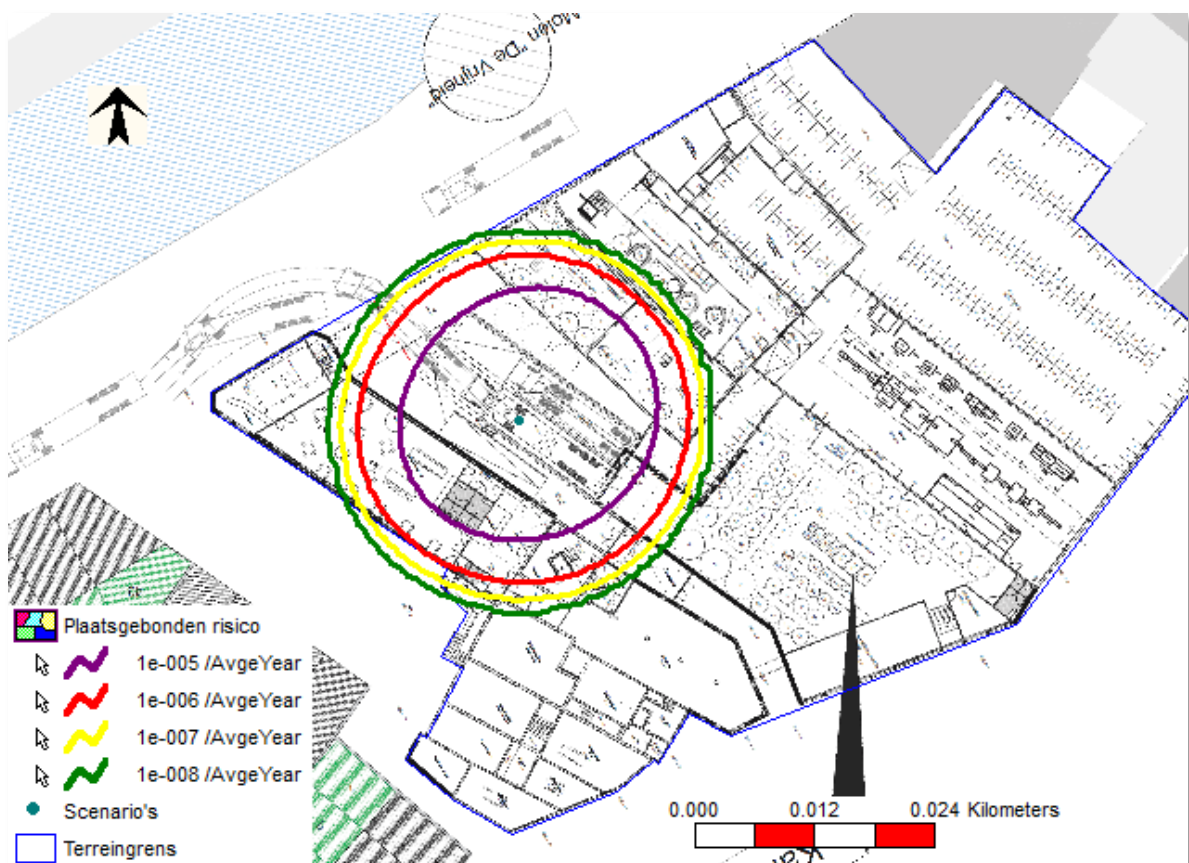 Molen "De Vrijheid"
Plaatsgebonden risico
1e-005 /AvgeYear
1e-006 /AvgeYear
1e-007 /AvgeYear
1e-008 /AvgeYear
Scenario's
Terreingrens
0.000 0.012 0.024 Kilometers